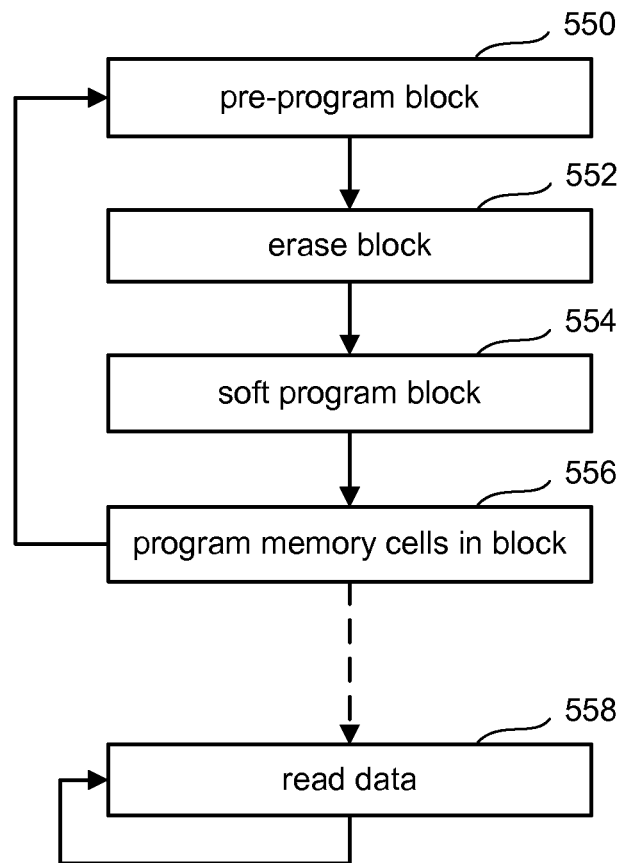 550
pre-program block
552
erase block
554
soft program block
556
program memory cells in block
558
read data